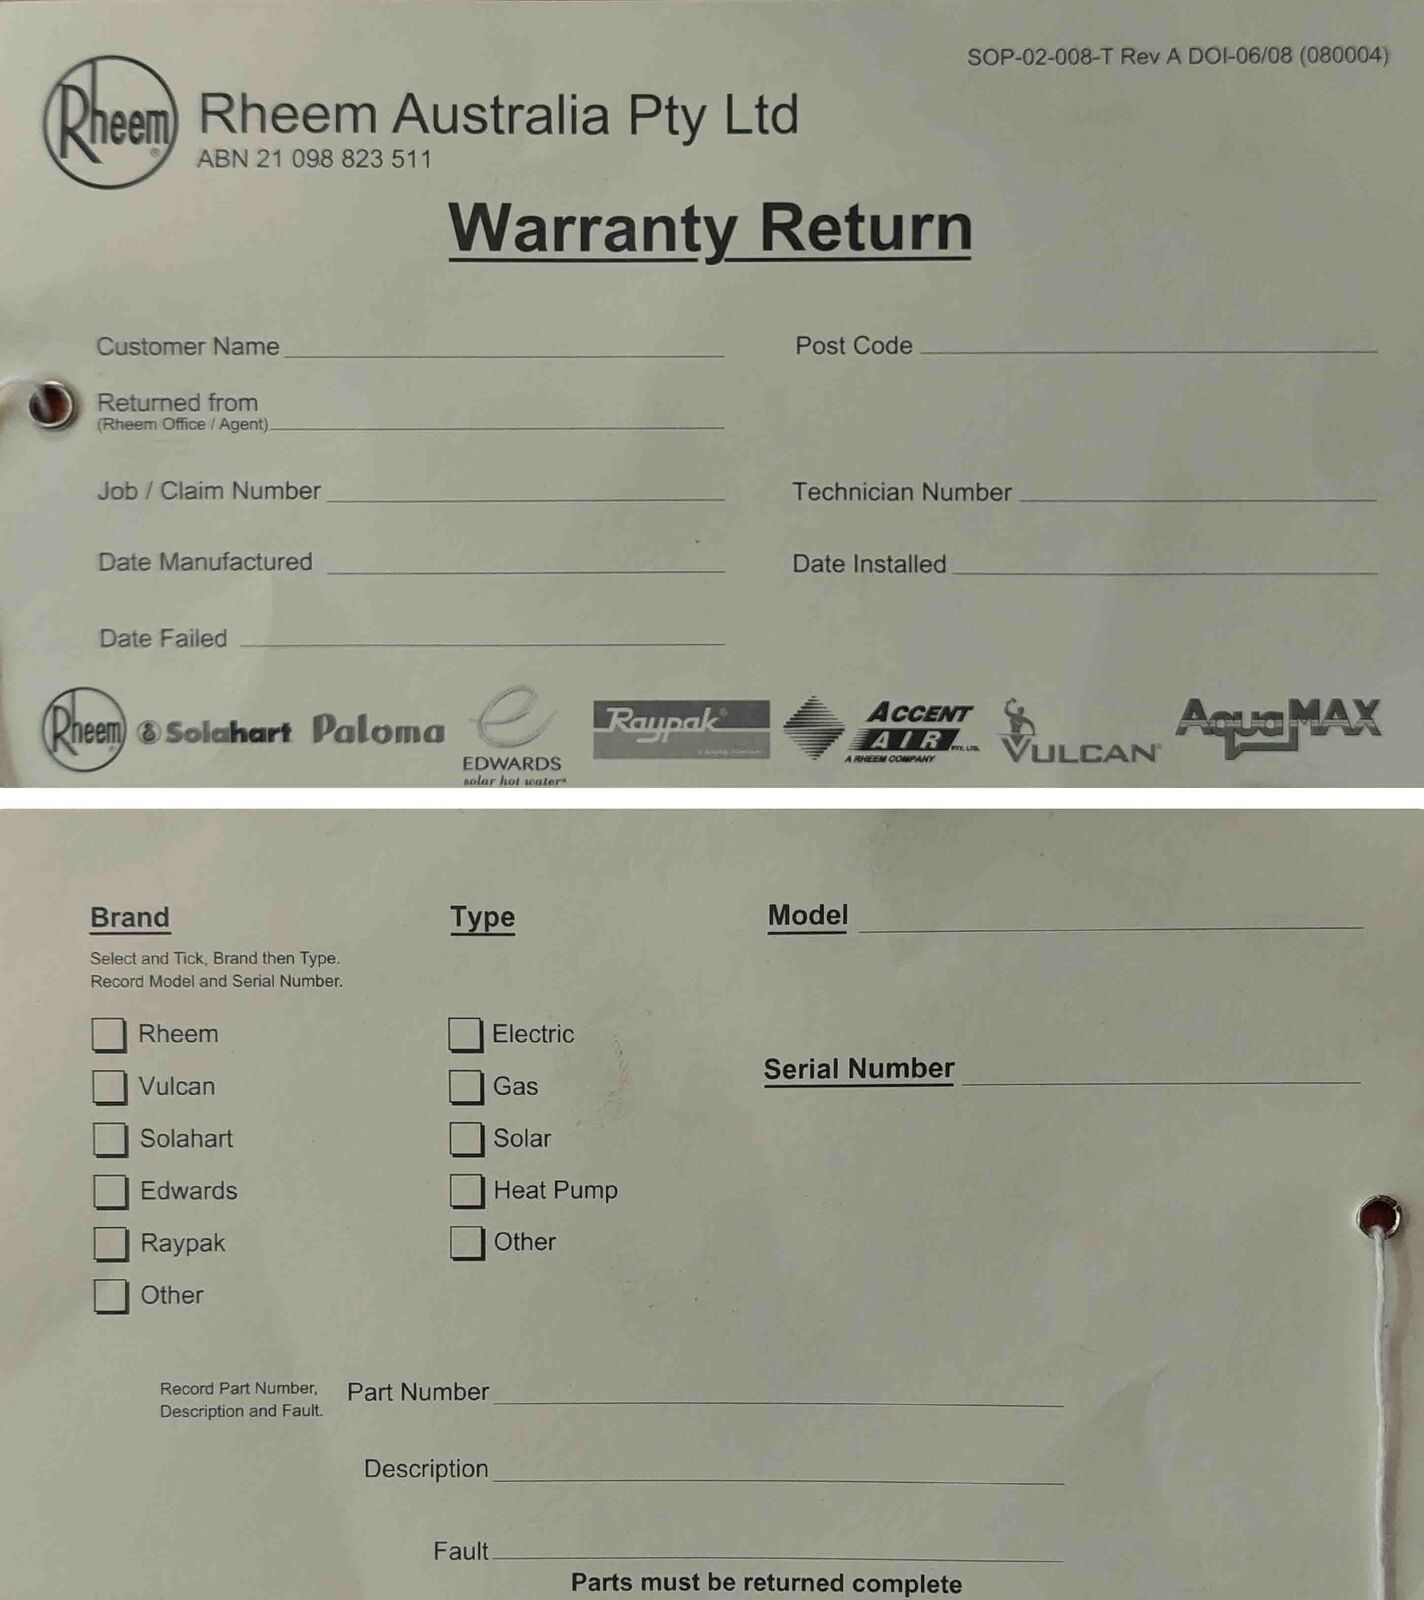 SOP-02-008-T Rev A DOI-06/08 (080004)
Rheem ® Rheem Australia Pty Ltd
ABN 21 098 823 511
Warranty Return
Customer Name Post Code
Returned from
(Rheem Office / Agent)
Job / Claim Number Technician Number
Date Manufactured Date Installed
Date Failed
Rheem Solahart Paloma EDWARDS Raypak ACCENT AIR PTY. LTD. VULCAN AquaMAX
solar hot water A RHEEM COMPANY
Brand Type Model
Select and Tick, Brand then Type.
Record Model and Serial Number.
Rheem Electric
Serial Number
Vulcan Gas
Solahart Solar
Edwards Heat Pump
Raypak Other
Other
Record Part Number, Part Number
Description and Fault.
Description
Fault
Parts must be returned complete